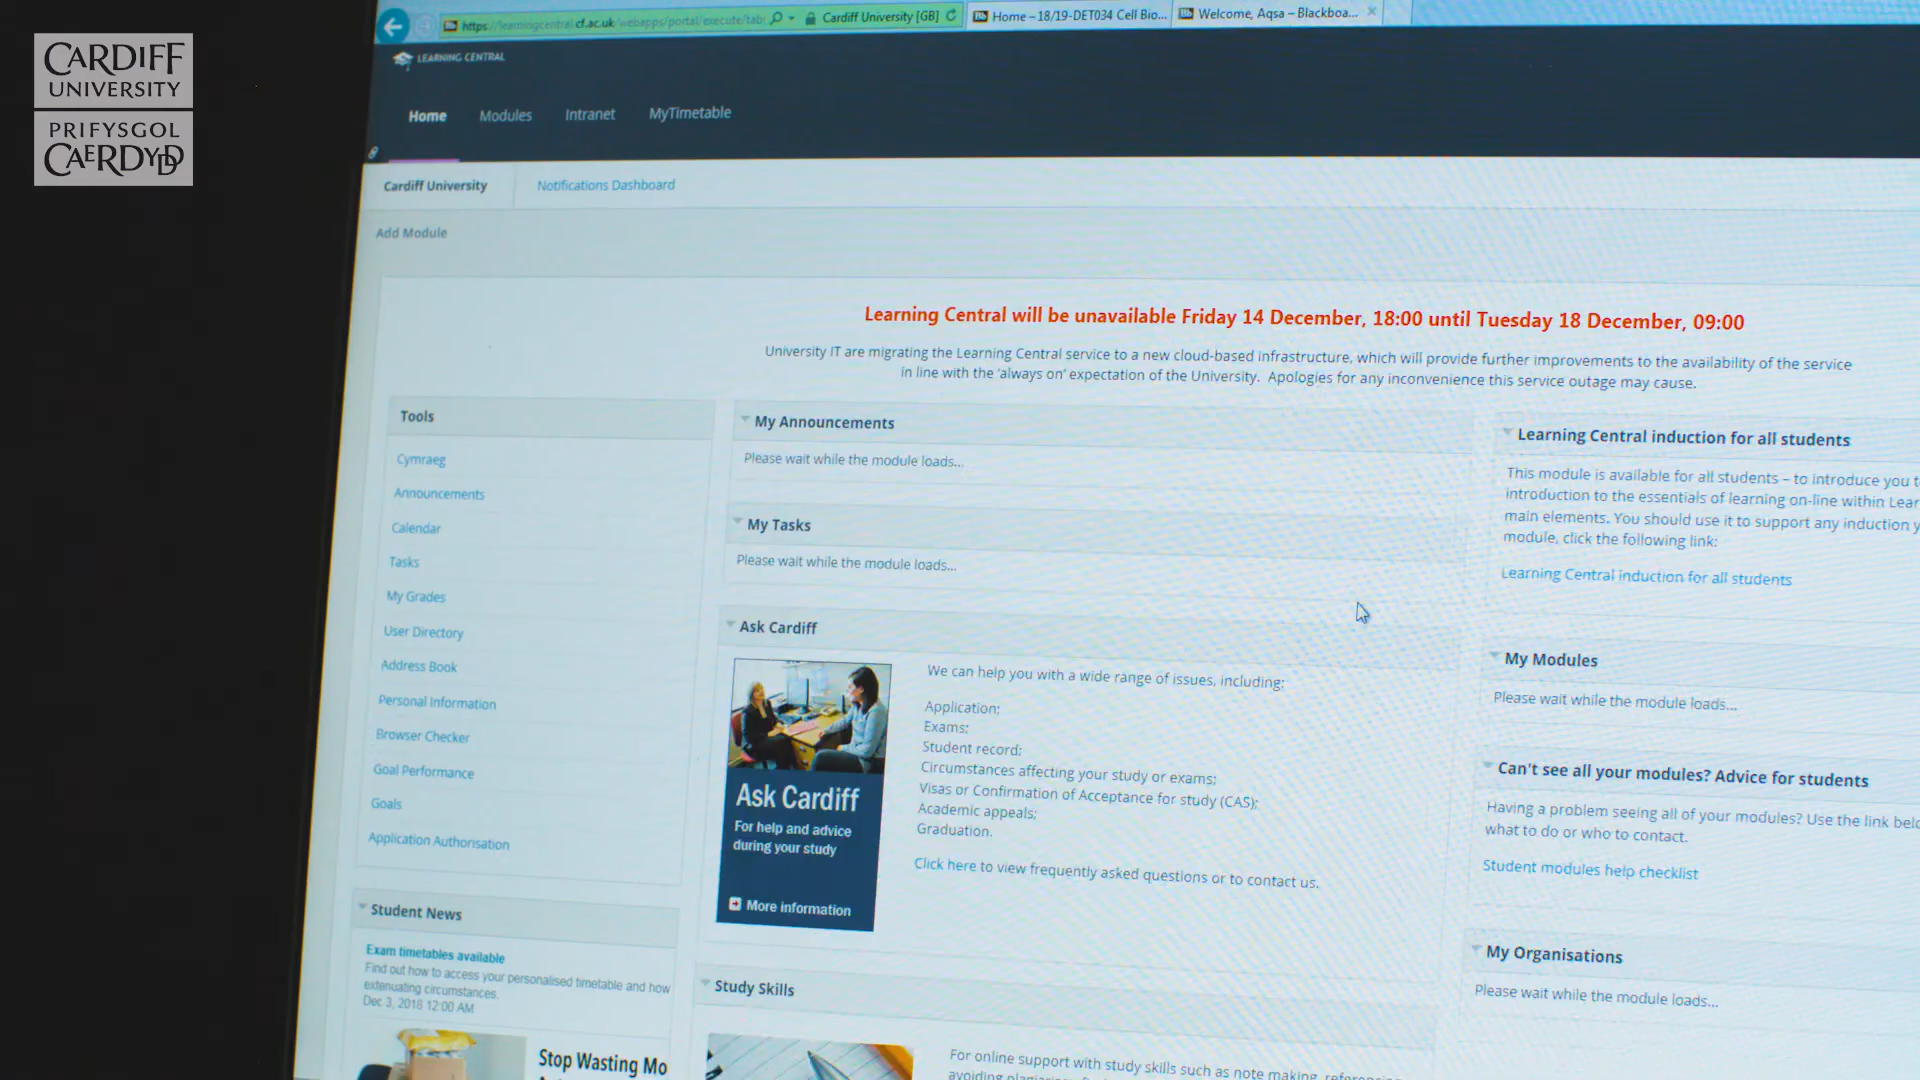 CARDIFF
UNIVERSITY
PRIFYSGOL
CAERDYDD
https://learningcentral.cf.ac.uk/webapps/portal/execute/tab
Cardiff University [GB]
Home – 18/19-DET034 Cell Bio...
Welcome, Aqsa – Blackboa...
LEARNING CENTRAL
Home
Modules
Intranet
MyTimetable
Cardiff University
Notifications Dashboard
Add Module
Learning Central will be unavailable Friday 14 December, 18:00 until Tuesday 18 December, 09:00
University IT are migrating the Learning Central service to a new cloud-based infrastructure, which will provide further improvements to the availability of the service
in line with the 'always on' expectation of the University. Apologies for any inconvenience this service outage may cause.
Tools
Cymraeg
Announcements
Calendar
Tasks
My Grades
User Directory
Address Book
Personal Information
Browser Checker
Goal Performance
Goals
Application Authorisation
Student News
Exam timetables available
Find out how to access your personalised timetable and how
extenuating circumstances.
Dec 3, 2018 12:00 AM
Stop Wasting Mo
My Announcements
Please wait while the module loads...
My Tasks
Please wait while the module loads...
Ask Cardiff
Ask Cardiff
For help and advice
during your study
More information
We can help you with a wide range of issues, including:
Application;
Exams;
Student record;
Circumstances affecting your study or exams;
Visas or Confirmation of Acceptance for study (CAS);
Academic appeals;
Graduation.
Click here to view frequently asked questions or to contact us.
Study Skills
For online support with study skills such as note making, referencing
avoiding
Learning Central induction for all students
This module is available for all students – to introduce you t
introduction to the essentials of learning on-line within Lear
main elements. You should use it to support any induction y
module, click the following link:
Learning Central induction for all students
My Modules
Please wait while the module loads...
Can't see all your modules? Advice for students
Having a problem seeing all of your modules? Use the link belo
what to do or who to contact.
Student modules help checklist
My Organisations
Please wait while the module loads...